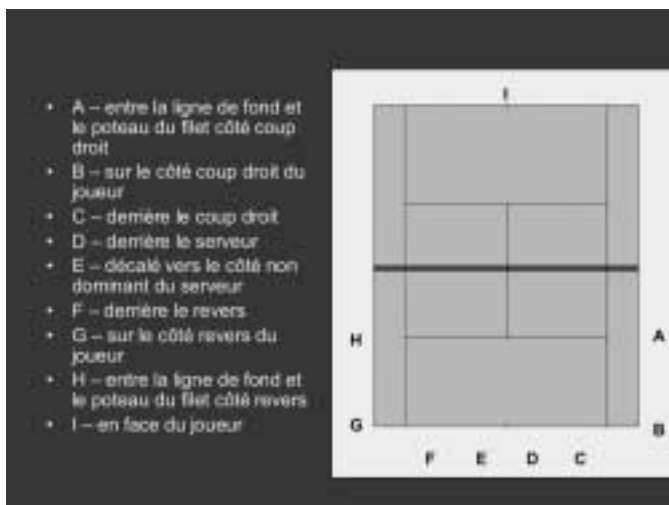 • A – entre la ligne de fond et
le poteau du filet côté coup
droit
• B – sur le côté coup droit du
joueur
• C – derrière le coup droit
• D – derrière le serveur
• E – décalé vers le côté non
dominant du serveur
• F – derrière le revers
• G – sur le côté revers du
joueur
• H – entre la ligne de fond et
le poteau du filet côté revers
• I – en face du joueur
I
H A
G B
F E D C